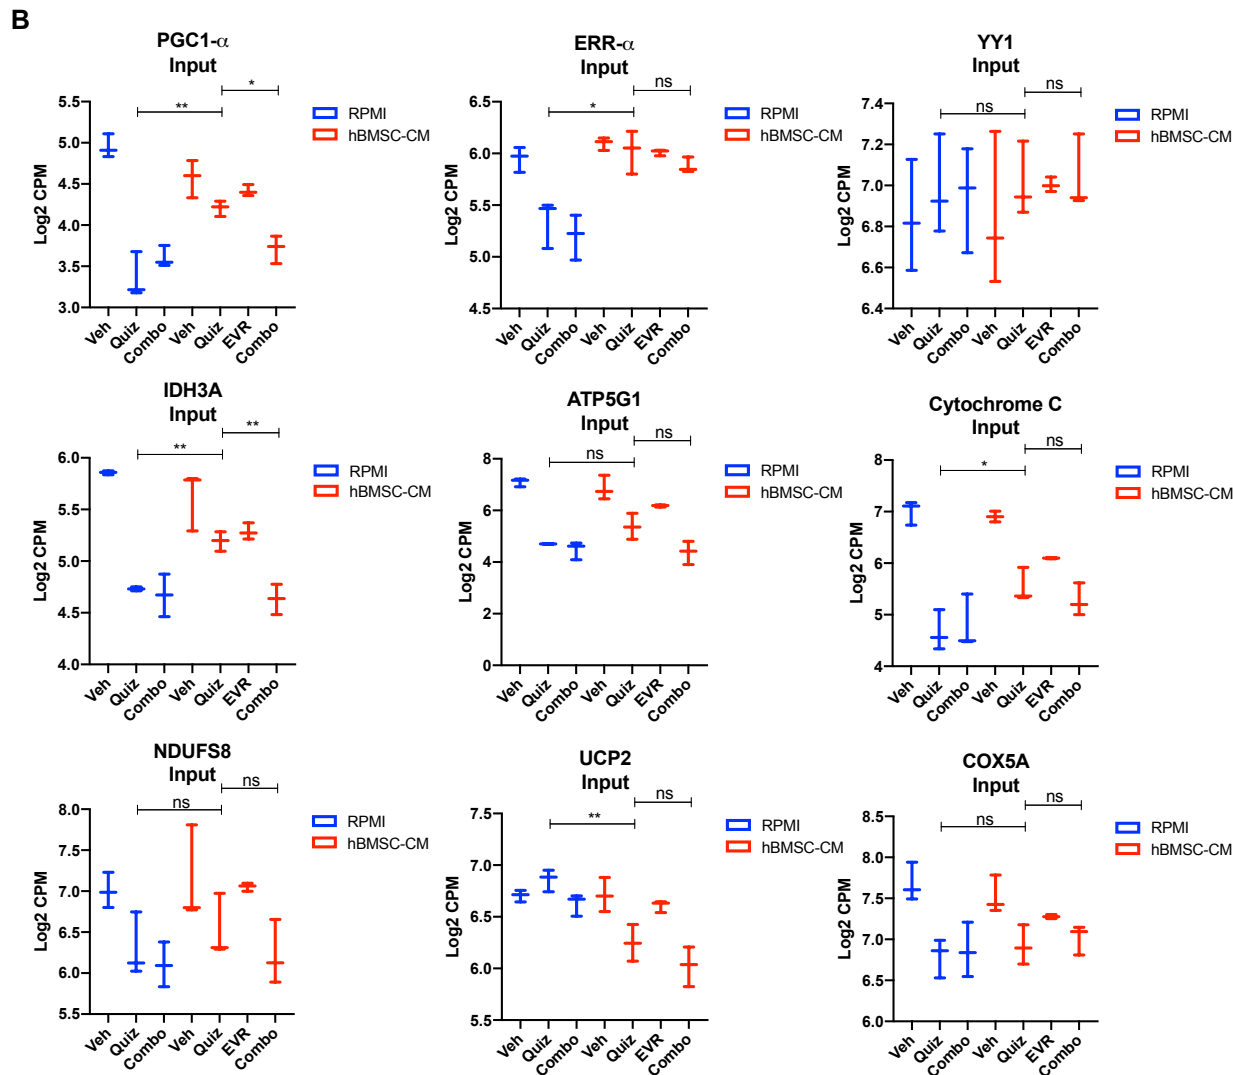 B
PGC1-α
Input
**
*
5.5
5.0
4.5
4.0
3.5
3.0
Log2 CPM
Veh
Quiz
Combo
Veh
Quiz
EVR
Combo
RPMI
hBMSC-CM
ERR-α
Input
*
ns
6.5
6.0
5.5
5.0
4.5
Log2 CPM
Veh
Quiz
Combo
Veh
Quiz
EVR
Combo
RPMI
hBMSC-CM
YY1
Input
ns
ns
7.4
7.2
7.0
6.8
6.6
6.4
Log2 CPM
Veh
Quiz
Combo
Veh
Quiz
EVR
Combo
RPMI
hBMSC-CM
IDH3A
Input
**
**
6.0
5.5
5.0
4.5
4.0
Log2 CPM
Veh
Quiz
Combo
Veh
Quiz
EVR
Combo
RPMI
hBMSC-CM
ATP5G1
Input
ns
ns
8
6
4
2
0
Log2 CPM
Veh
Quiz
Combo
Veh
Quiz
EVR
Combo
RPMI
hBMSC-CM
Cytochrome C
Input
*
ns
8
7
6
5
4
Log2 CPM
Veh
Quiz
Combo
Veh
Quiz
EVR
Combo
RPMI
hBMSC-CM
NDUFS8
Input
ns
ns
8.0
7.5
7.0
6.5
6.0
5.5
Log2 CPM
Veh
Quiz
Combo
Veh
Quiz
EVR
Combo
RPMI
hBMSC-CM
UCP2
Input
**
ns
7.5
7.0
6.5
6.0
5.5
Log2 CPM
Veh
Quiz
Combo
Veh
Quiz
EVR
Combo
RPMI
hBMSC-CM
COX5A
Input
ns
ns
8.5
8.0
7.5
7.0
6.5
6.0
Log2 CPM
Veh
Quiz
Combo
Veh
Quiz
EVR
Combo
RPMI
hBMSC-CM